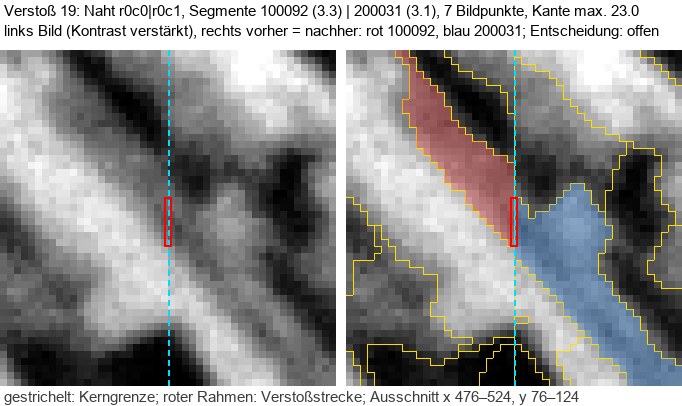 Verstoß 19: Naht r0c0|r0c1, Segmente 100092 (3.3) | 200031 (3.1), 7 Bildpunkte, Kante max. 23.0
links Bild (Kontrast verstärkt), rechts vorher = nachher: rot 100092, blau 200031; Entscheidung: offen
gestrichelt: Kerngrenze; roter Rahmen: Verstoßstrecke; Ausschnitt x 476–524, y 76–124